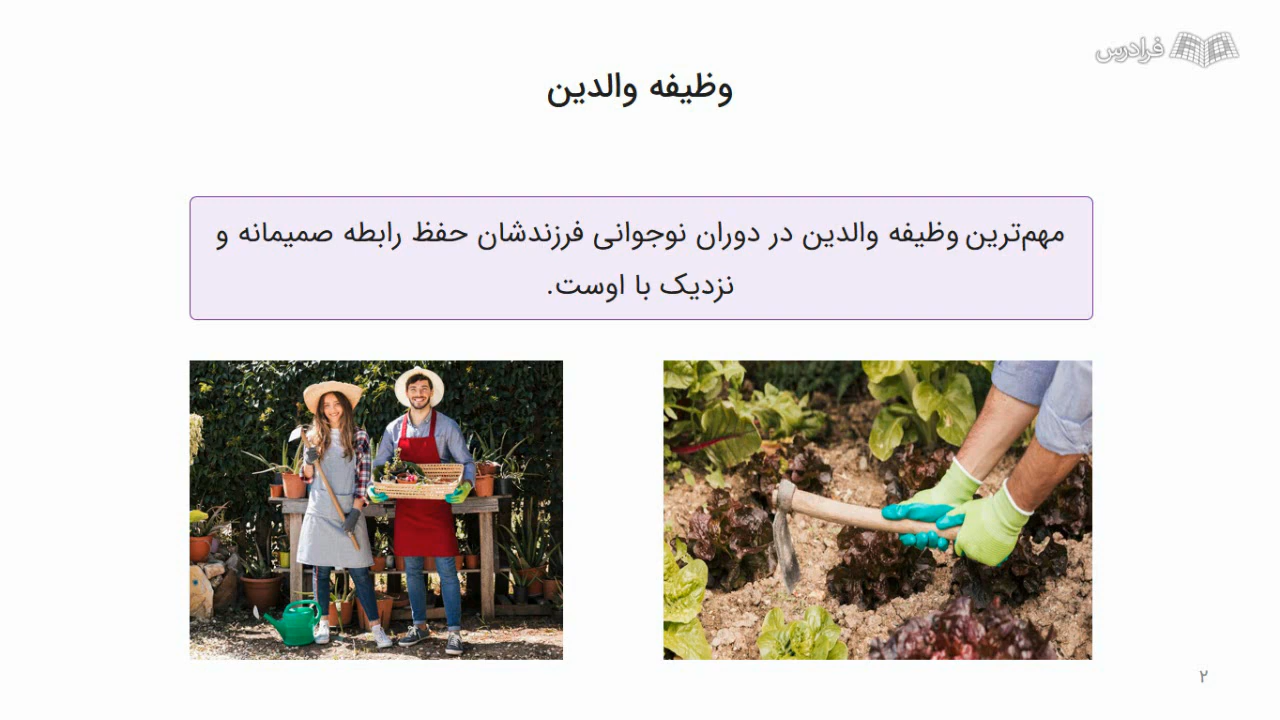 فرادرس
وظیفه والدین
مهم‌ترین وظیفه والدین در دوران نوجوانی فرزندشان حفظ رابطه صمیمانه و
نزدیک با اوست.
۲